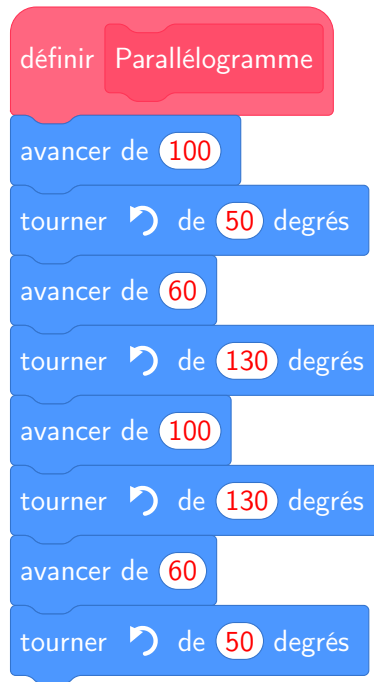 définir Parallélogramme
avancer de 100
tourner de 50 degrés
avancer de 60
tourner de 130 degrés
avancer de 100
tourner de 130 degrés
avancer de 60
tourner de 50 degrés